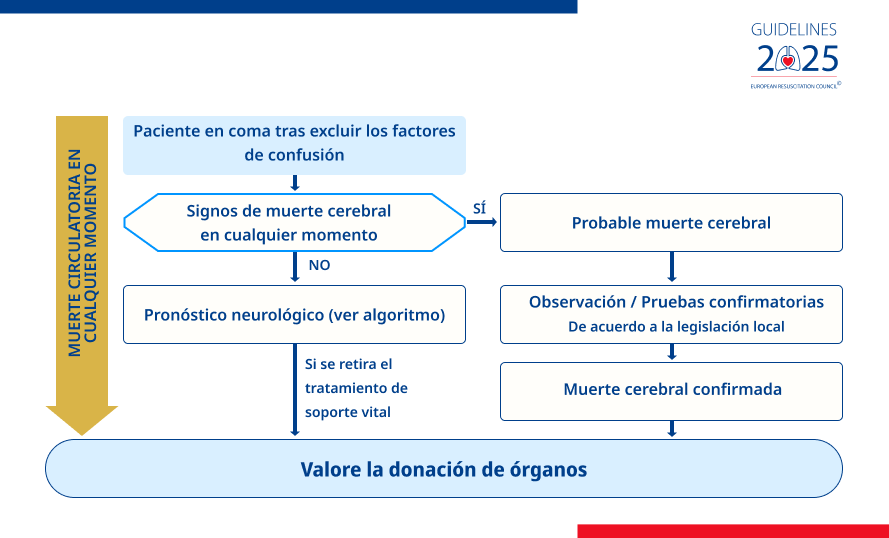 GUIDELINES
2025
EUROPEAN RESUSCITATION COUNCIL©
MUERTE CIRCULATORIA EN
CUALQUIER MOMENTO
Paciente en coma tras excluir los factores
de confusión
Signos de muerte cerebral
en cualquier momento
SÍ
Probable muerte cerebral
NO
Pronóstico neurológico (ver algoritmo)
Observación / Pruebas confirmatorias
De acuerdo a la legislación local
Si se retira el
tratamiento de
soporte vital
Muerte cerebral confirmada
Valore la donación de órganos